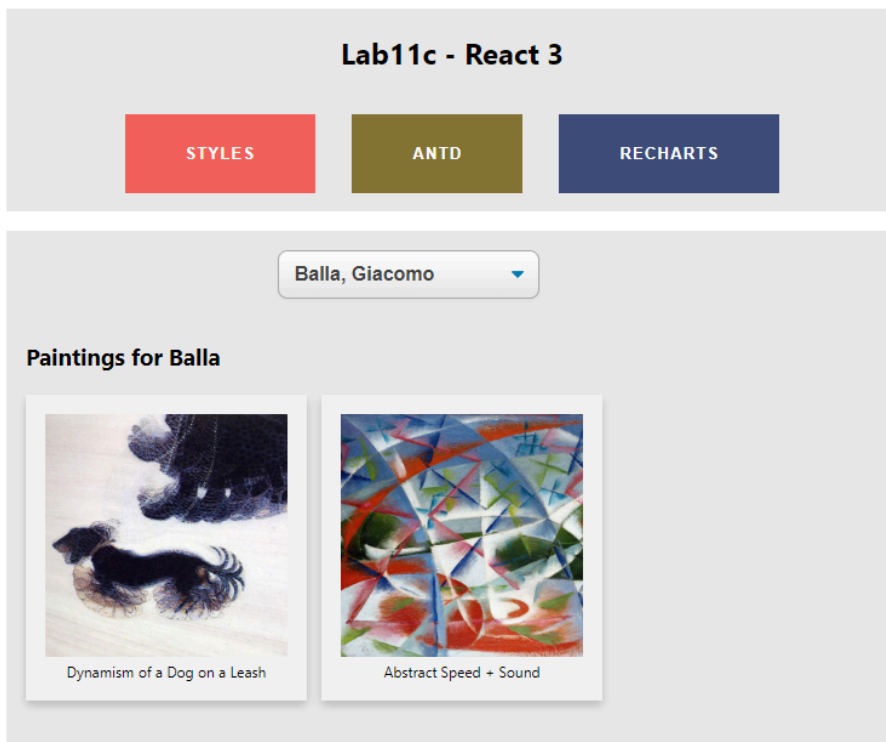 Lab11c - React 3
STYLES
ANTD
RECHARTS
Balla, Giacomo
Paintings for Balla
Dynamism of a Dog on a Leash
Abstract Speed + Sound